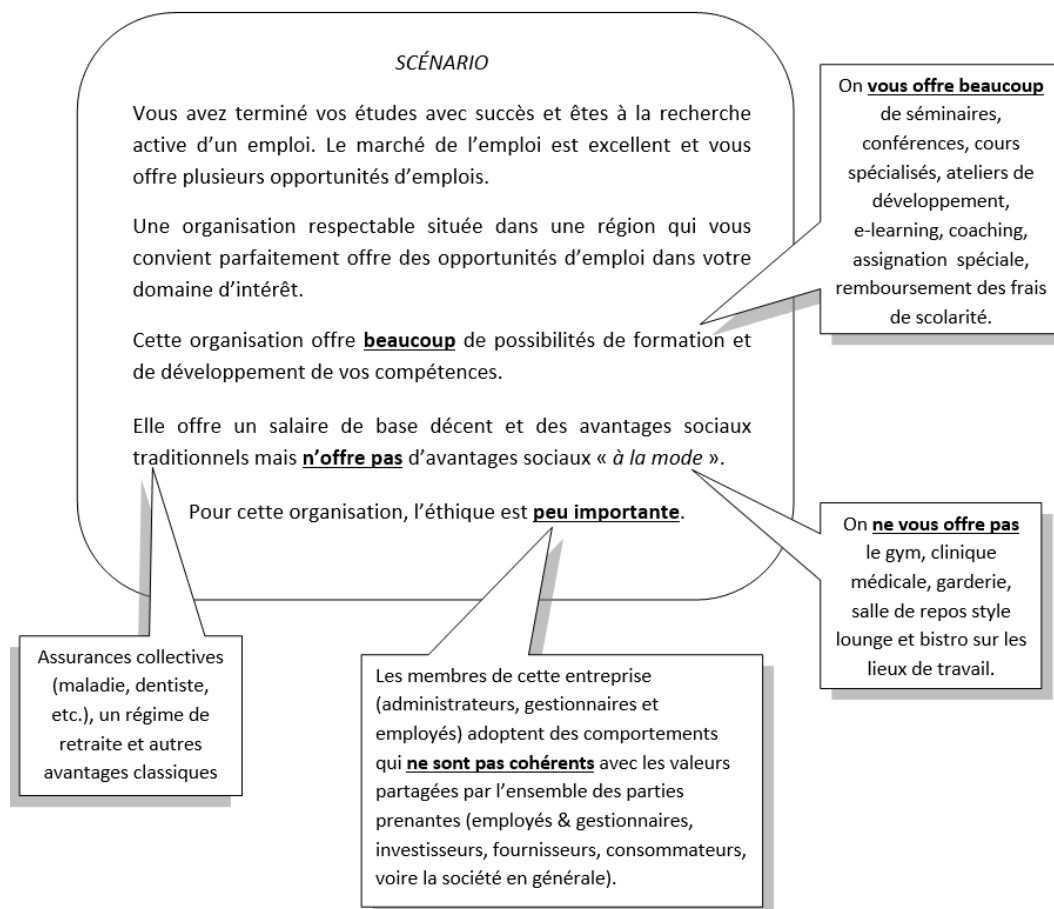 SCÉNARIO
Vous avez terminé vos études avec succès et êtes à la recherche
active d'un emploi. Le marché de l'emploi est excellent et vous
offre plusieurs opportunités d'emplois.
Une organisation respectable située dans une région qui vous
convient parfaitement offre des opportunités d'emploi dans votre
domaine d'intérêt.
Cette organisation offre beaucoup de possibilités de formation et
de développement de vos compétences.
Elle offre un salaire de base décent et des avantages sociaux
traditionnels mais n'offre pas d'avantages sociaux « à la mode ».
Pour cette organisation, l'éthique est peu importante.
On vous offre beaucoup
de séminaires,
conférences, cours
spécialisés, ateliers de
développement,
e-learning, coaching,
assignation spéciale,
remboursement des frais
de scolarité.
On ne vous offre pas
le gym, clinique
médicale, garderie,
salle de repos style
lounge et bistro sur les
lieux de travail.
Assurances collectives
(maladie, dentiste,
etc.), un régime de
retraite et autres
avantages classiques
Les membres de cette entreprise
(administrateurs, gestionnaires et
employés) adoptent des comportements
qui ne sont pas cohérents avec les valeurs
partagées par l'ensemble des parties
prenantes (employés & gestionnaires,
investisseurs, fournisseurs, consommateurs,
voire la société en générale).